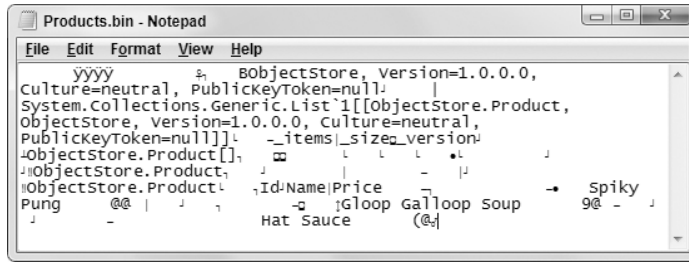 Products.bin - Notepad
File Edit Format View Help
ÿÿÿÿ BObjectStore, Version=1.0.0.0,
Culture=neutral, PublicKeyToken=null
System.Collections.Generic.List`1[[ObjectStore.Product,
ObjectStore, Version=1.0.0.0, Culture=neutral,
PublicKeyToken=null]] _items _size _version
ObjectStore.Product[]
ObjectStore.Product
ObjectStore.Product Id Name Price Spiky
Pung @@ Gloop Galloop Soup 9@
Hat Sauce (@